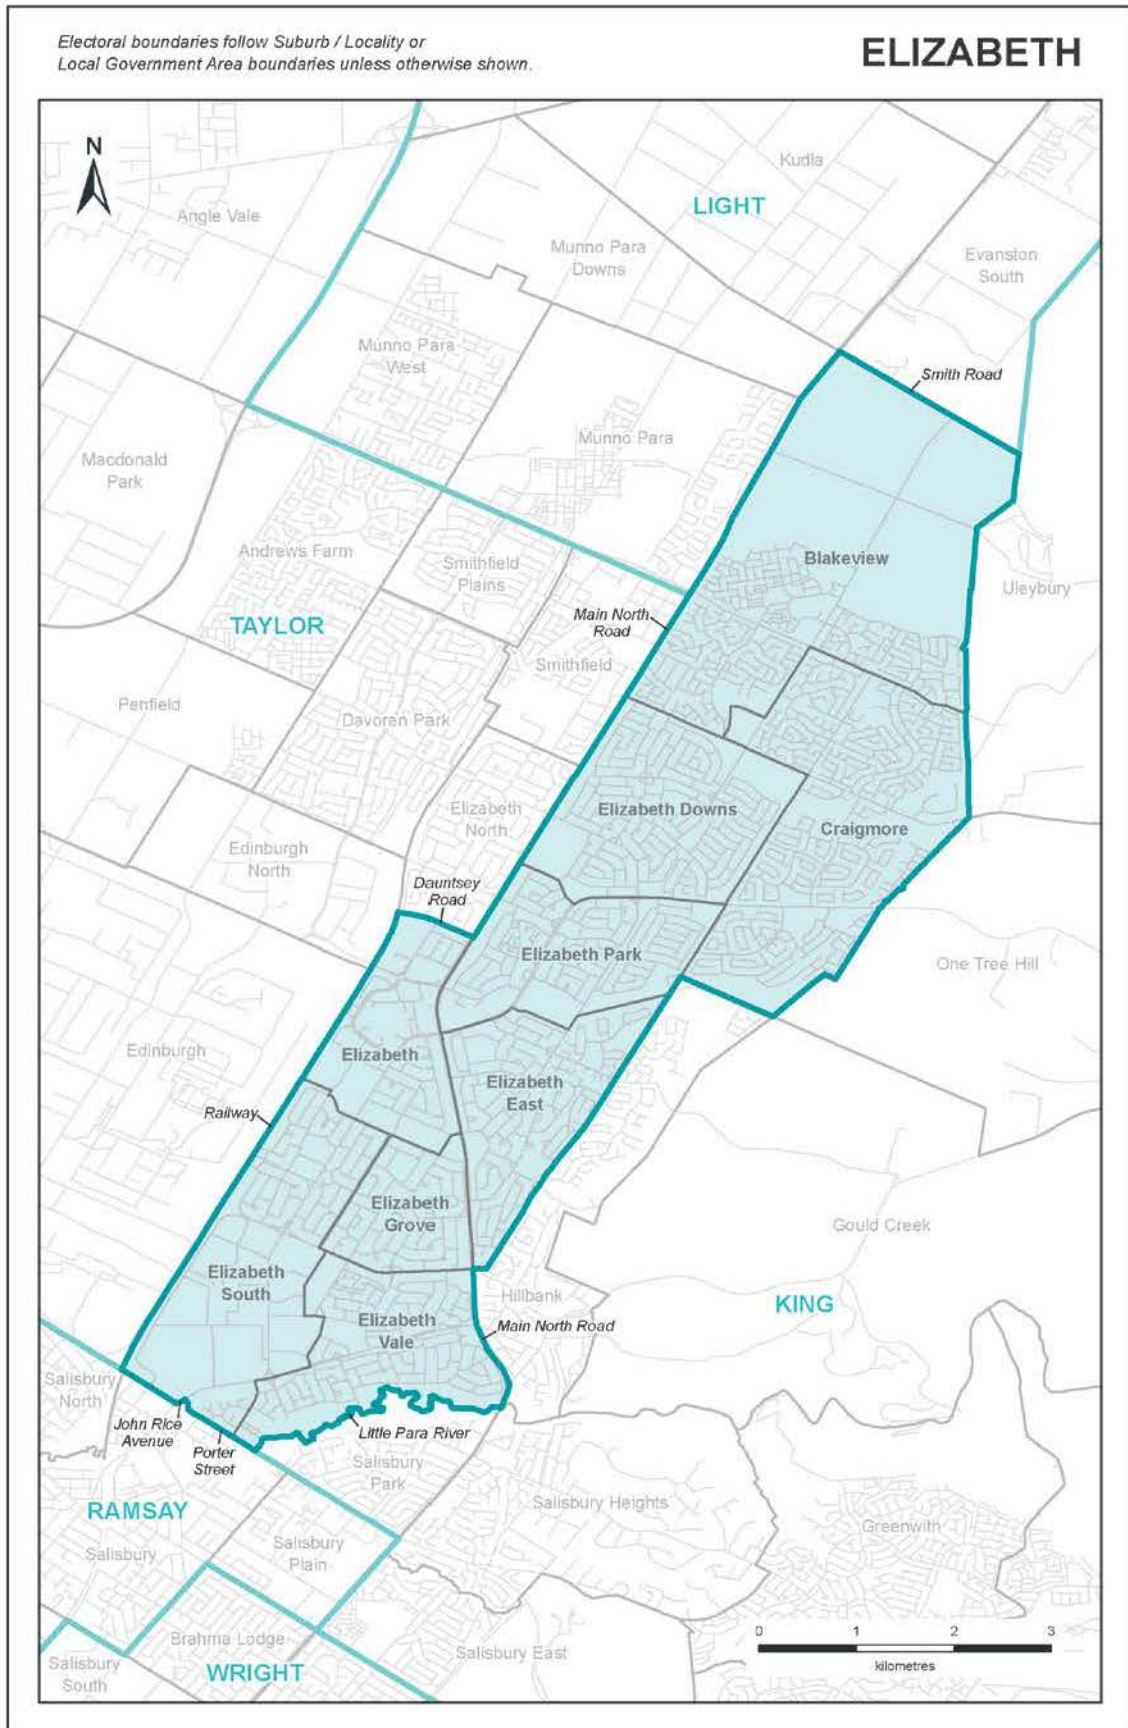 Electoral boundaries follow Suburb / Locality or
Local Government Area boundaries unless otherwise shown.
ELIZABETH
N
Kudla
Angle Vale
LIGHT
Munno Para
Downs
Evanston
South
Munno Para
West
Smith Road
Munno Para
Macdonald
Park
Andrews Farm
Smithfield
Plains
Blakeview
Uleybury
TAYLOR
Main North
Road
Smithfield
Penfield
Davoren Park
Elizabeth
North
Elizabeth Downs
Craigmore
Edinburgh
North
Dauntsey
Road
Elizabeth Park
One Tree Hill
Edinburgh
Elizabeth
Elizabeth
East
Railway
Elizabeth
Grove
Gould Creek
Elizabeth
South
Hillbank
KING
Elizabeth
Vale
Main North Road
Salisbury
North
John Rice
Avenue
Porter
Street
Little Para River
Salisbury
Park
RAMSAY
Salisbury Heights
Greenwith
Salisbury
Salisbury
Plain
Brahma Lodge
Salisbury East
Salisbury
South
WRIGHT
0 1 2 3
kilometres